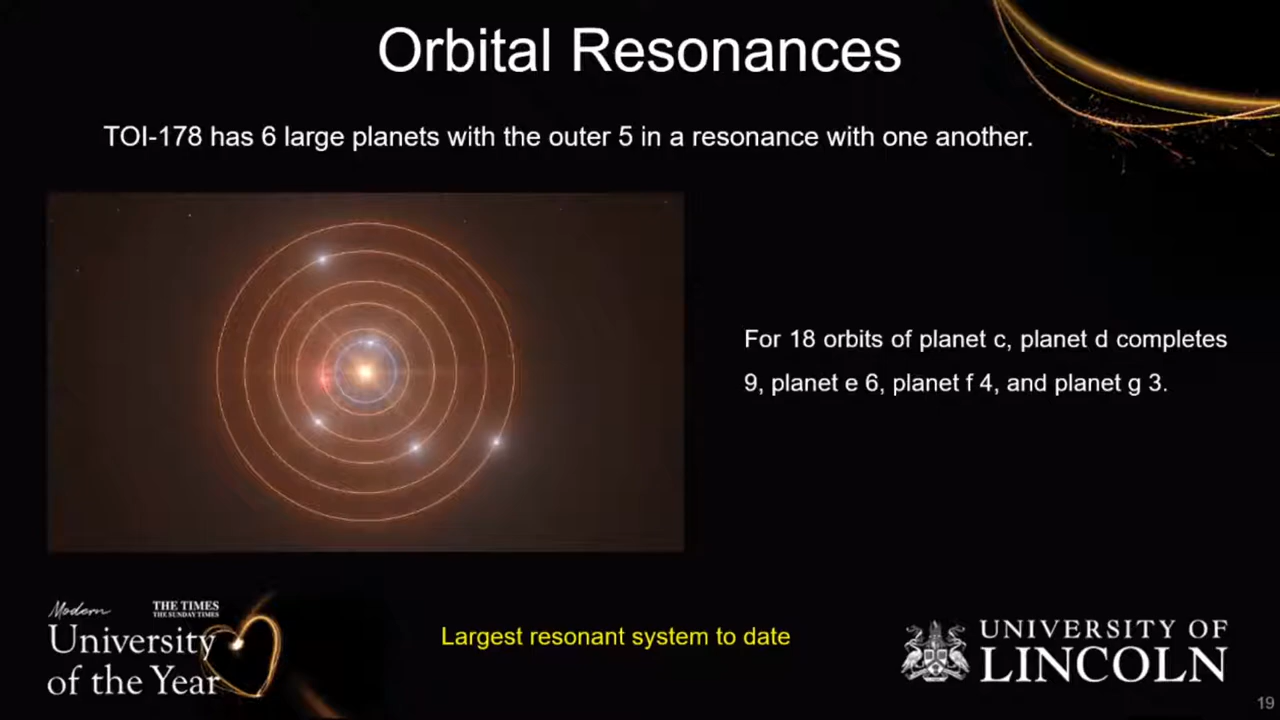 Orbital Resonances
TOI-178 has 6 large planets with the outer 5 in a resonance with one another.
For 18 orbits of planet c, planet d completes
9, planet e 6, planet f 4, and planet g 3.
Modern
THE TIMES
THE SUNDAY TIMES
University
of the Year
Largest resonant system to date
UNIVERSITY OF
LINCOLN
19